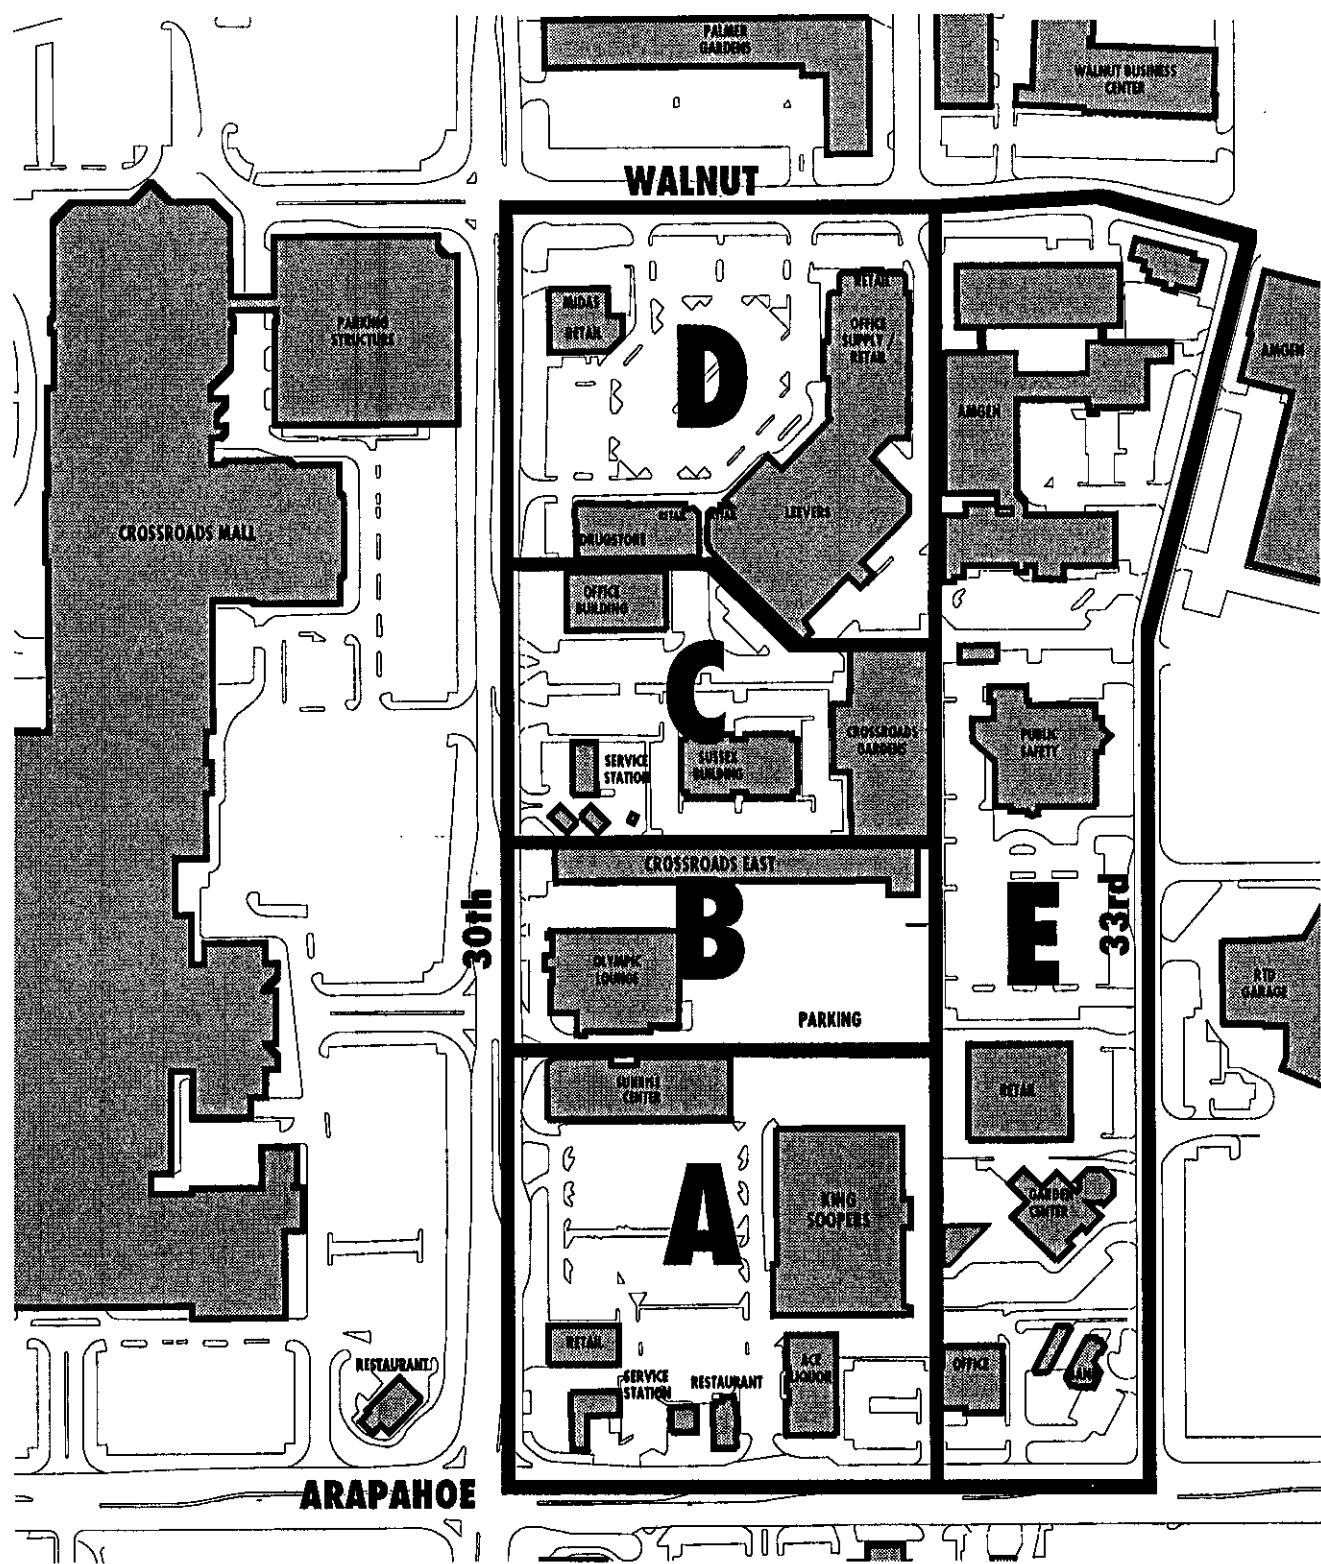 PALMER
GARDENS
WALNUT BUSINESS
CENTER
WALNUT
MIDAS
RETAIL
PARKING
STRUCTURE
RETAIL
OFFICE
SUPPLY /
RETAIL
D
AMGEN
AMGEN
CROSSROADS MALL
RETAIL
DRUGSTORE
LEEVERS
OFFICE
BUILDING
C
CROSSROADS
GARDENS
PUBLIC
SAFETY
SERVICE
STATION
SUSSEX
BUILDING
CROSSROADS EAST
B
30th
E
33rd
OLYMPIC
LOUNGE
RTD
GARAGE
PARKING
SUNRISE
CENTER
RETAIL
A
KING
SOOPERS
GARDEN
CENTER
RETAIL
RESTAURANT
SERVICE
STATION
RESTAURANT
ACE
LIQUOR
OFFICE
ARAPAHOE